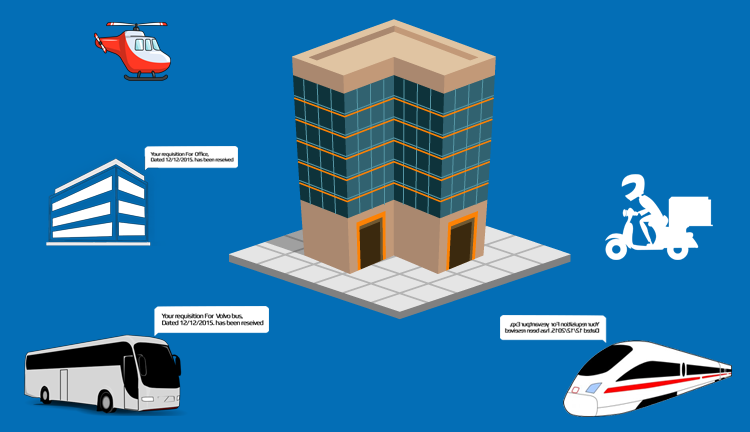 Your requisition For Office,
Dated 12/12/2015. has been reseived
Your requisition For Volvo bus,
Dated 12/12/2015. has been reseived
Your requisition For Exp,
Dated 12/12/2015. has been reseived